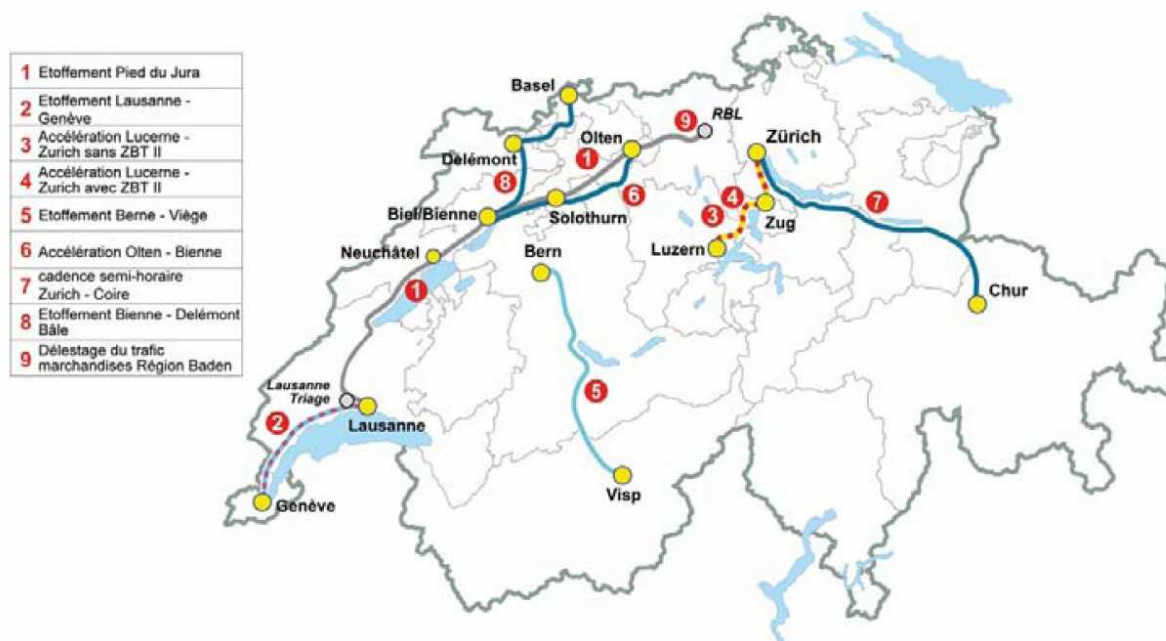 1 Etoffement Pied du Jura
2 Etoffement Lausanne -
Genève
3 Accélération Lucerne -
Zurich sans ZBT II
4 Accélération Lucerne -
Zurich avec ZBT II
5 Etoffement Berne - Viège
6 Accélération Olten - Bienne
7 cadence semi-horaire
Zurich - Coire
8 Etoffement Bienne - Delémont
Bâle
9 Délestage du trafic
marchandises Région Baden
Basel
9 RBL
Olten
Zürich
Delémont
1
8
6
4
3
7
Biel/Bienne
Solothurn
Zug
Neuchâtel
Bern
Luzern
1
Chur
5
Lausanne
Triage
2
Lausanne
Visp
Genève